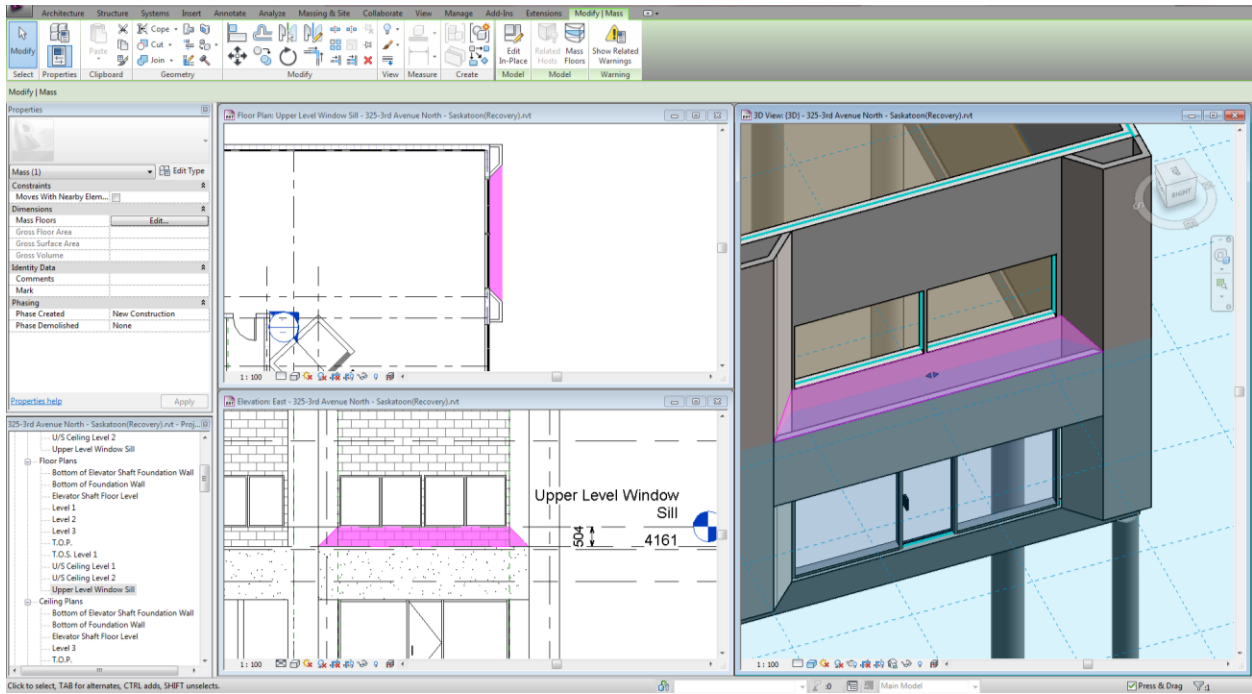 Architecture Structure Systems Insert Annotate Analyze Massing & Site Collaborate View Manage Add-Ins Extensions Modify | Mass
Modify
Paste
Cope
Cut
Join
Edit In-Place
Related Hosts
Mass Floors
Show Related Warnings
Select Properties Clipboard Geometry Modify View Measure Create Model Model Warning
Modify | Mass
Properties
Mass (1)
Edit Type
Constraints
Moves With Nearby Elem...
Dimensions
Mass Floors Edit...
Gross Floor Area
Gross Surface Area
Gross Volume
Identity Data
Comments
Mark
Phasing
Phase Created New Construction
Phase Demolished None
Properties help
Apply
325-3rd Avenue North - Saskatoon(Recovery).rvt - Proj...
U/S Ceiling Level 2
Upper Level Window Sill
Floor Plans
Bottom of Elevator Shaft Foundation Wall
Bottom of Foundation Wall
Elevator Shaft Floor Level
Level 1
Level 2
Level 3
T.O.P.
T.O.S. Level 1
U/S Ceiling Level 1
U/S Ceiling Level 2
Upper Level Window Sill
Ceiling Plans
Bottom of Elevator Shaft Foundation Wall
Bottom of Foundation Wall
Elevator Shaft Floor Level
Level 3
T.O.P.
Floor Plan: Upper Level Window Sill - 325-3rd Avenue North - Saskatoon(Recovery).rvt
1 : 100
Elevation: East - 325-3rd Avenue North - Saskatoon(Recovery).rvt
Upper Level Window
Sill
504
4161
1 : 100
3D View: {3D} - 325-3rd Avenue North - Saskatoon(Recovery).rvt
RIGHT
1 : 100
Click to select, TAB for alternates, CTRL adds, SHIFT unselects.
:0
Main Model
Press & Drag
:1